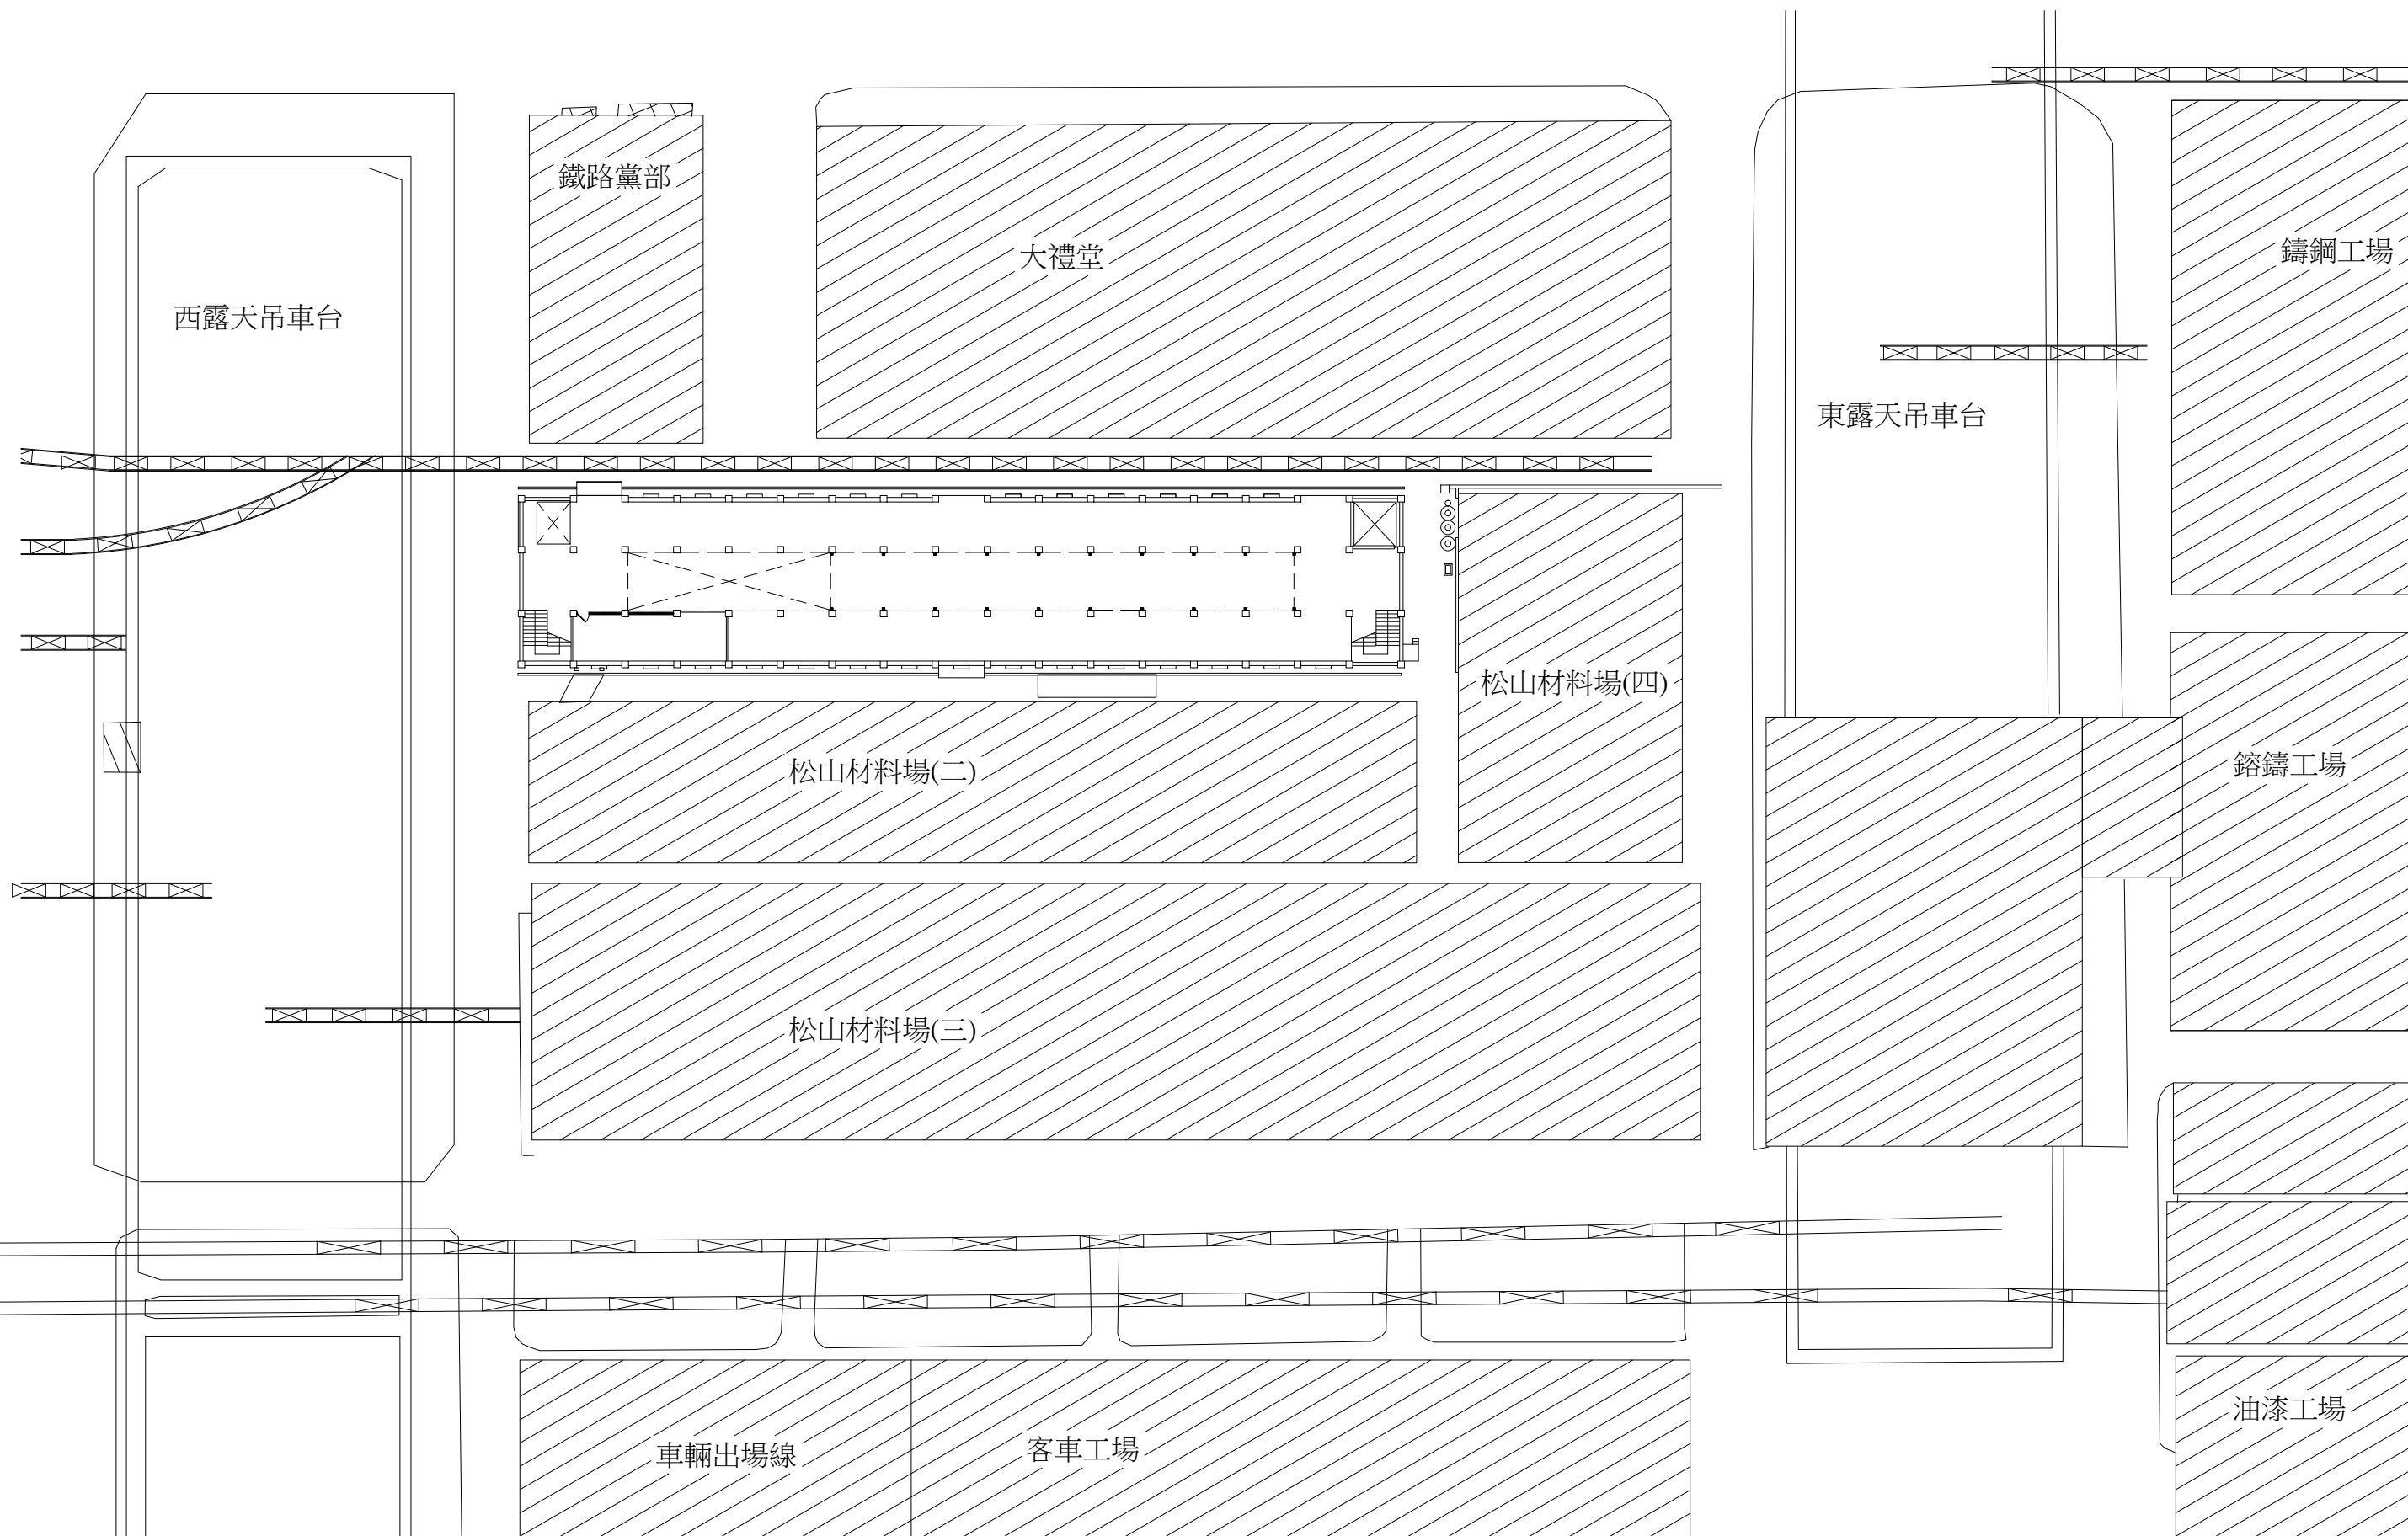 鐵路黨部
大禮堂
鑄鋼工場
西露天吊車台
東露天吊車台
松山材料場(四)
松山材料場(二)
鎔鑄工場
松山材料場(三)
油漆工場
車輛出場線
客車工場